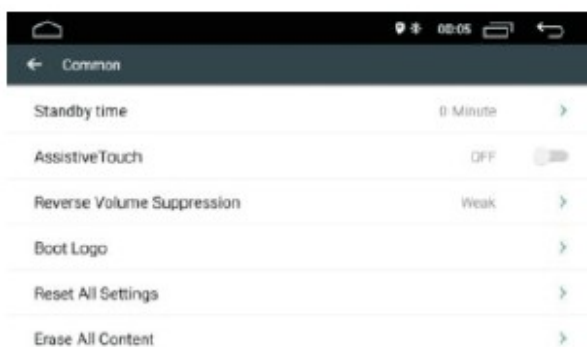 00:05
Common
Standby time 0 Minute
AssistiveTouch OFF
Reverse Volume Suppression Weak
Boot Logo
Reset All Settings
Erase All Content